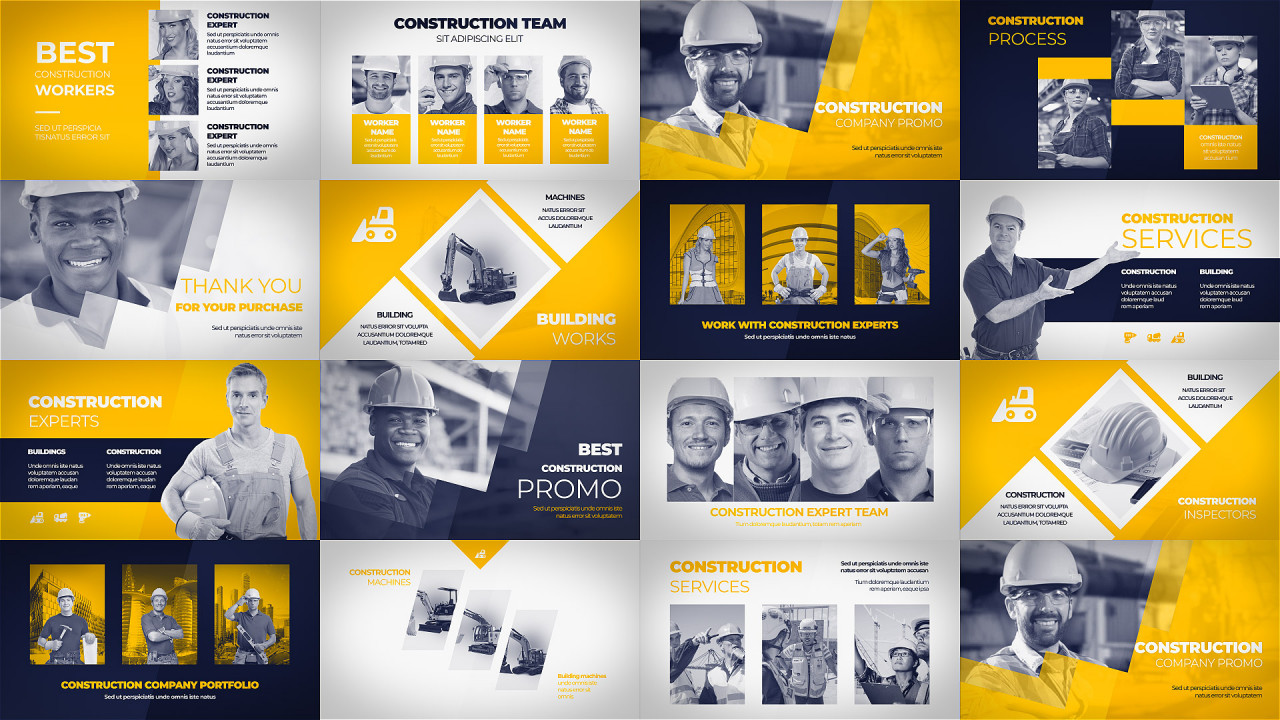 BEST
CONSTRUCTION
WORKERS
SED UT PERSPICIA
TISNATUS ERROR SIT
CONSTRUCTION
EXPERT
Sed ut perspiciatis unde omnis
natus error sit voluptatem
accusantium doloremque
laudantium
CONSTRUCTION
EXPERT
Sed ut perspiciatis unde omnis
natus error sit voluptatem
accusantium doloremque
laudantium
CONSTRUCTION
EXPERT
Sed ut perspiciatis unde omnis
natus error sit voluptatem
accusantium doloremque
laudantium
CONSTRUCTION TEAM
SIT ADIPISCING ELIT
WORKER
NAME
WORKER
NAME
WORKER
NAME
WORKER
NAME
CONSTRUCTION
COMPANY PROMO
Sed ut perspiciatis unde omnis iste
natus error sit voluptatem
CONSTRUCTION
PROCESS
CONSTRUCTION
omnis iste natus
sit voluptatem
accusantium
THANK YOU
FOR YOUR PURCHASE
Sed ut perspiciatis unde omnis iste
natus error sit voluptatem
MACHINES
NATUS ERROR SIT
ACCUS DOLOREMQUE
LAUDANTIUM
BUILDING
NATUS ERROR SIT VOLUPTA
ACCUSANTIUM DOLOREMQUE
LAUDANTIUM, TOTAM RED
BUILDING
WORKS
WORK WITH CONSTRUCTION EXPERTS
Sed ut perspiciatis unde omnis iste natus
CONSTRUCTION
SERVICES
CONSTRUCTION
Unde omnis iste natus
voluptatem accusan
doloremque laud
rem aperiam
BUILDING
Unde omnis iste natus
voluptatem accusan
doloremque laudan
rem aperiam
CONSTRUCTION
EXPERTS
BUILDINGS
Unde omnis iste natus
voluptatem accusan
doloremque laudan
rem aperiam, eaque
CONSTRUCTION
Unde omnis iste natus
voluptatem accusan
doloremque laudan
rem aperiam, eaque
BEST
CONSTRUCTION
PROMO
Sed ut perspiciatis unde omnis iste
natus error sit voluptatem
CONSTRUCTION EXPERT TEAM
BUILDING
NATUS ERROR SIT
ACCUS DOLOREMQUE
LAUDANTIUM
CONSTRUCTION
NATUS ERROR SIT VOLUPTA
ACCUSANTIUM DOLOREMQUE
LAUDANTIUM, TOTAMRED
CONSTRUCTION
INSPECTORS
CONSTRUCTION COMPANY PORTFOLIO
Sed ut perspiciatis unde omnis iste natus
CONSTRUCTION
MACHINES
Building machines
unde omnis iste
natus error sit
omnis
CONSTRUCTION
SERVICES
Sed ut perspiciatis unde omnis iste
natus error sit voluptatem accusan
Tium doloremque laudantium
rem aperiam, eaque ipsa
CONSTRUCTION
COMPANY PROMO
Sed ut perspiciatis unde omnis iste
natus error sit voluptatem